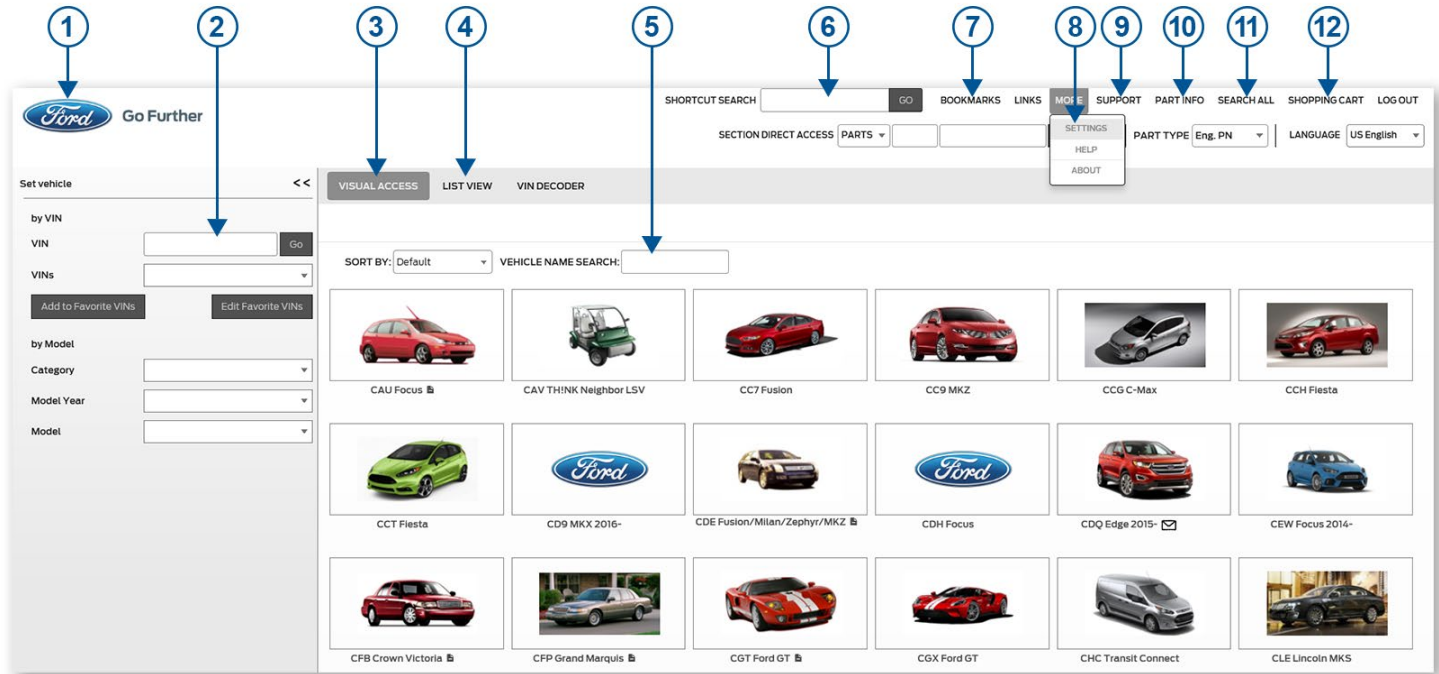 1 2 3 4 5 6 7 8 9 10 11 12
Ford Go Further
SHORTCUT SEARCH GO BOOKMARKS LINKS MORE SUPPORT PART INFO SEARCH ALL SHOPPING CART LOG OUT
SECTION DIRECT ACCESS PARTS SETTINGS PART TYPE Eng. PN LANGUAGE US English
HELP
ABOUT
Set vehicle <<
VISUAL ACCESS LIST VIEW VIN DECODER
by VIN
VIN Go
VINs
Add to Favorite VINs Edit Favorite VINs
by Model
Category
Model Year
Model
SORT BY: Default VEHICLE NAME SEARCH:
CAU Focus CAV TH!NK Neighbor LSV CC7 Fusion CC9 MKZ CCG C-Max CCH Fiesta
Ford Ford
CCT Fiesta CD9 MKX 2016- CDE Fusion/Milan/Zephyr/MKZ CDH Focus CDQ Edge 2015- CEW Focus 2014-
CFB Crown Victoria CFP Grand Marquis CGT Ford GT CGX Ford GT CHC Transit Connect CLE Lincoln MKS